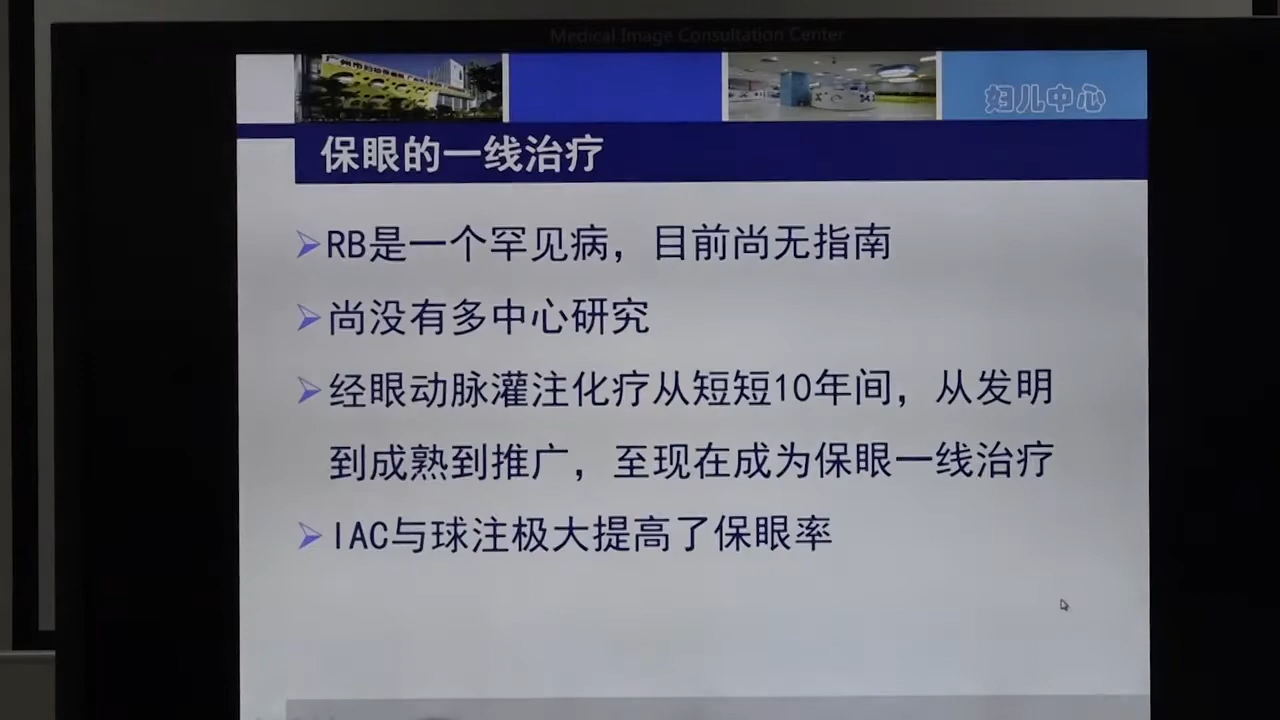 Medical Image Consultation Center
妇儿中心
保眼的一线治疗
RB是一个罕见病，目前尚无指南
尚没有多中心研究
经眼动脉灌注化疗从短短10年间，从发明
到成熟到推广，至现在成为保眼一线治疗
IAC与球注极大提高了保眼率